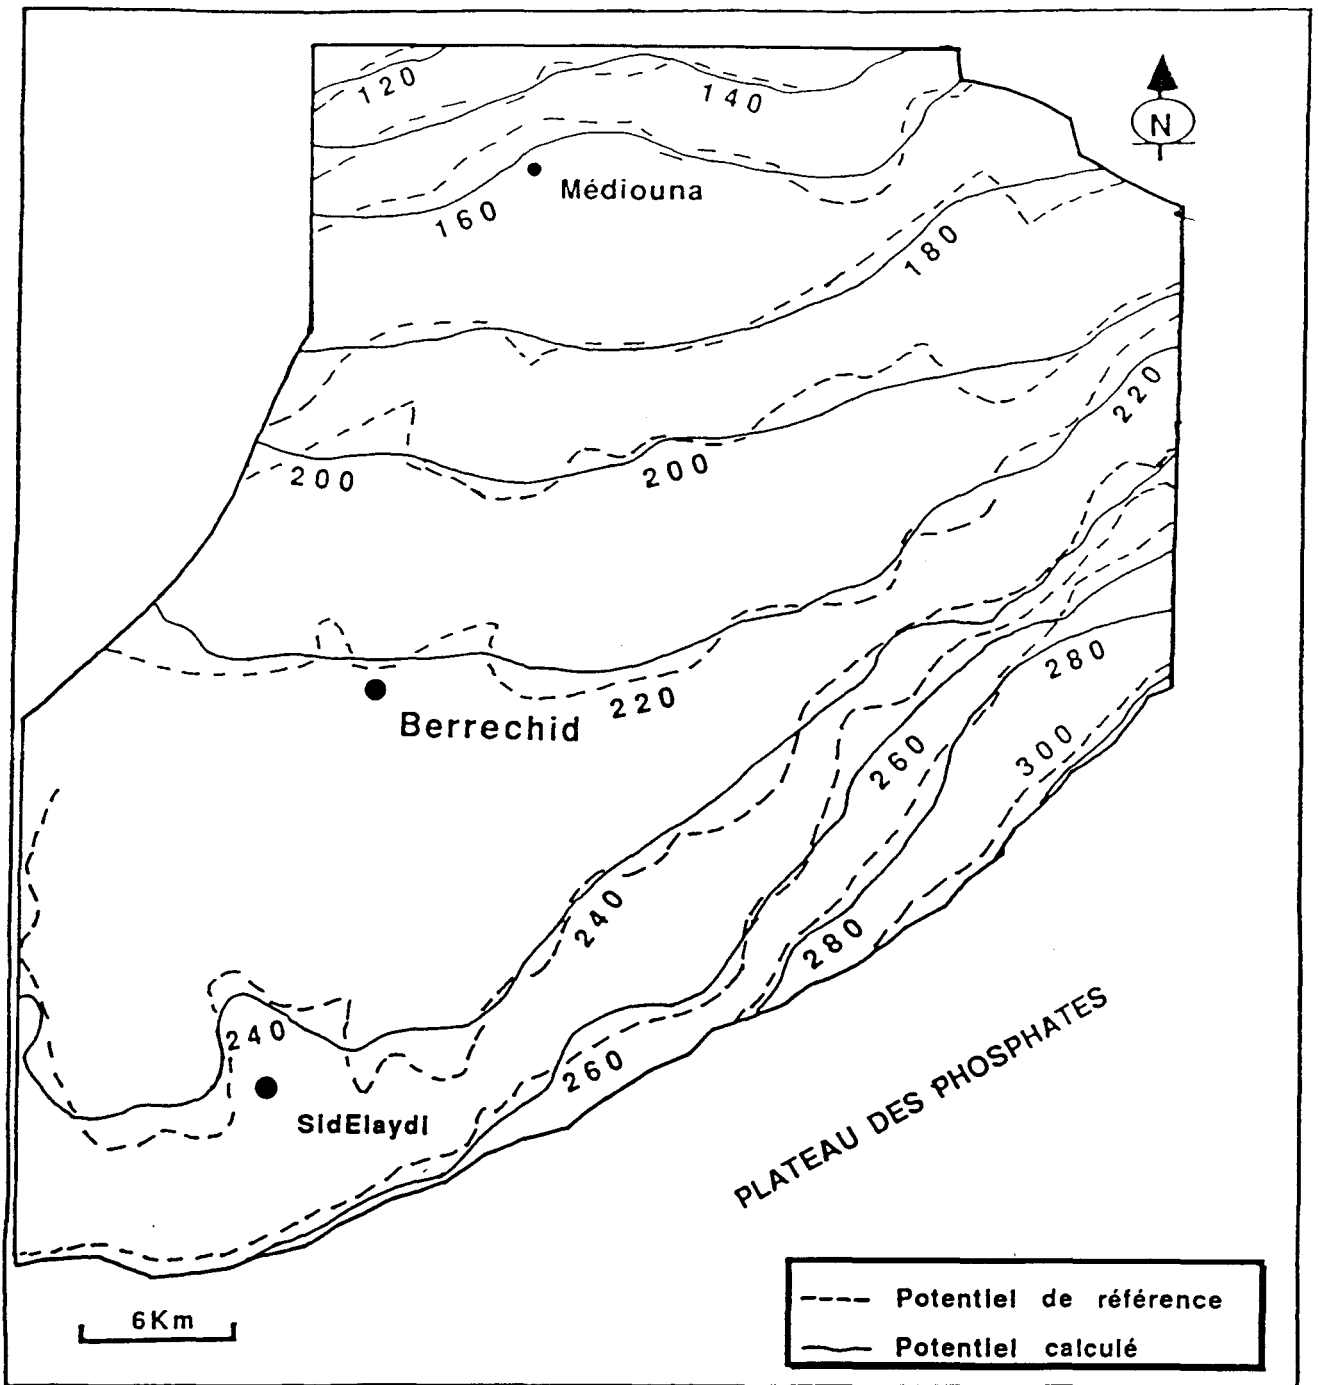 120
140
N
Médiouna
160
180
220
200
200
280
220
Berrechid
300
260
240
280
240
260
SidElaydi
PLATEAU DES PHOSPHATES
6Km
Potentiel de référence
Potentiel calculé